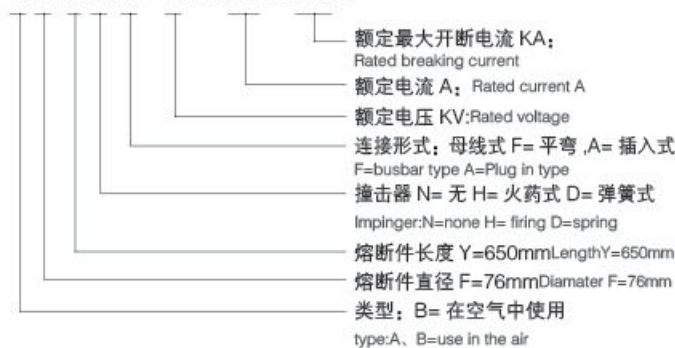 额定最大开断电流 KA：
Rated breaking current
额定电流 A：Rated current A
额定电压 KV:Rated voltage
连接形式：母线式 F= 平弯 ,A= 插入式
F=busbar type A=Plug in type
撞击器 N= 无 H= 火药式 D= 弹簧式
Impinger:N=none H= firing D=spring
熔断件长度 Y=650mmLengthY=650mm
熔断件直径 F=76mmDiamater F=76mm
类型：B= 在空气中使用
type:A、B=use in the air